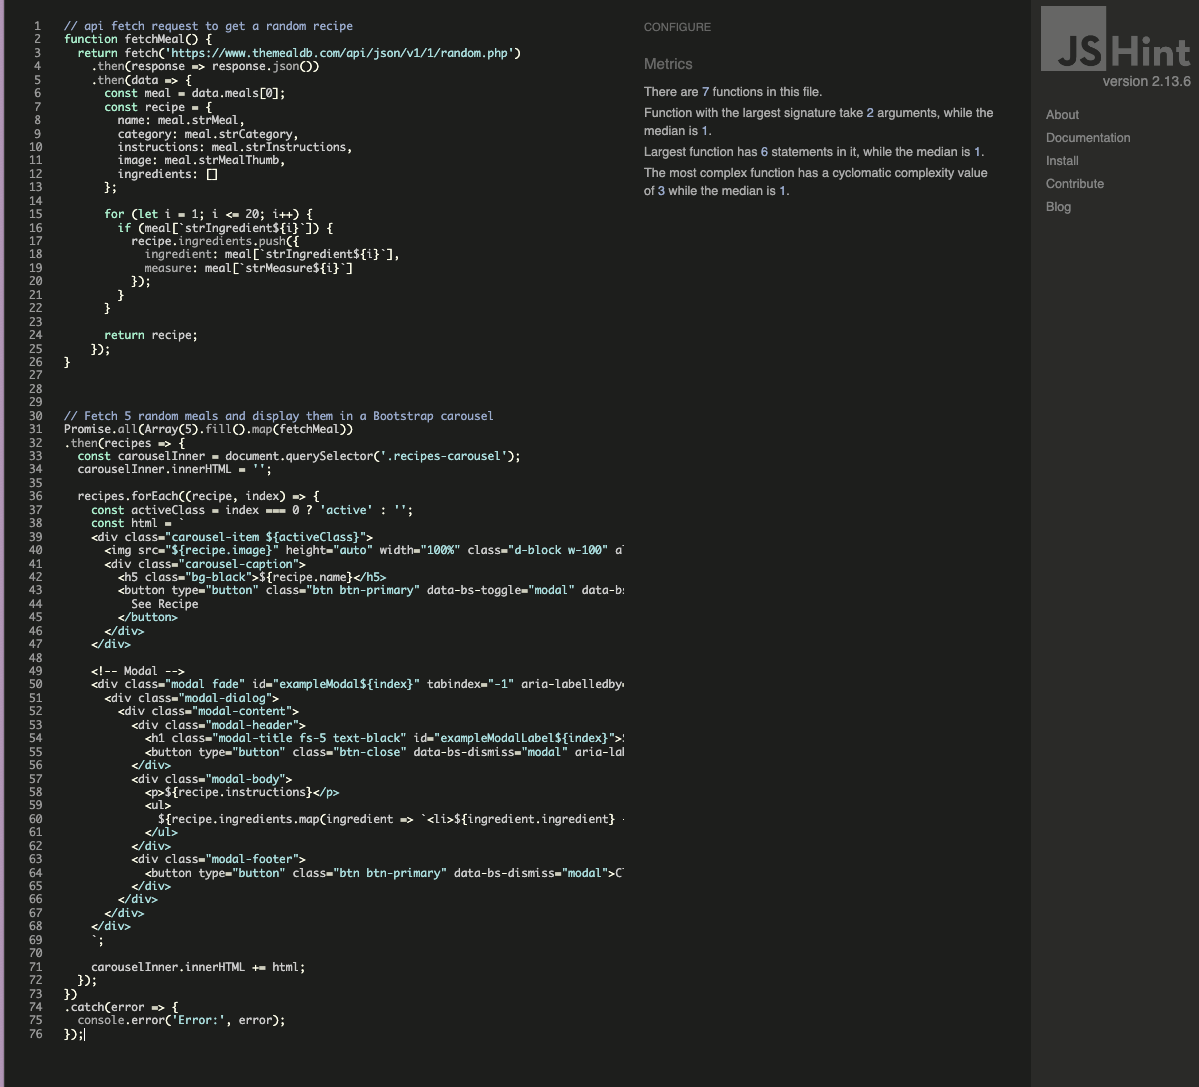 1 // api fetch request to get a random recipe
2 function fetchMeal() {
3 return fetch('https://www.themealdb.com/api/json/v1/1/random.php')
4 .then(response => response.json())
5 .then(data => {
6 const meal = data.meals[0];
7 const recipe = {
8 name: meal.strMeal,
9 category: meal.strCategory,
10 instructions: meal.strInstructions,
11 image: meal.strMealThumb,
12 ingredients: []
13 };
14
15 for (let i = 1; i <= 20; i++) {
16 if (meal[`strIngredient${i}`]) {
17 recipe.ingredients.push({
18 ingredient: meal[`strIngredient${i}`],
19 measure: meal[`strMeasure${i}`]
20 });
21 }
22 }
23
24 return recipe;
25 });
26 }
27
28
29
30 // Fetch 5 random meals and display them in a Bootstrap carousel
31 Promise.all(Array(5).fill().map(fetchMeal))
32 .then(recipes => {
33 const carouselInner = document.querySelector('.recipes-carousel');
34 carouselInner.innerHTML = '';
35
36 recipes.forEach((recipe, index) => {
37 const activeClass = index === 0 ? 'active' : '';
38 const html = `
39 <div class="carousel-item ${activeClass}">
40 <img src="${recipe.image}" height="auto" width="100%" class="d-block w-100" al
41 <div class="carousel-caption">
42 <h5 class="bg-black">${recipe.name}</h5>
43 <button type="button" class="btn btn-primary" data-bs-toggle="modal" data-bs
44 See Recipe
45 </button>
46 </div>
47 </div>
48
49 <!-- Modal -->
50 <div class="modal fade" id="exampleModal${index}" tabindex="-1" aria-labelledby
51 <div class="modal-dialog">
52 <div class="modal-content">
53 <div class="modal-header">
54 <h1 class="modal-title fs-5 text-black" id="exampleModalLabel${index}">
55 <button type="button" class="btn-close" data-bs-dismiss="modal" aria-lab
56 </div>
57 <div class="modal-body">
58 <p>${recipe.instructions}</p>
59 <ul>
60 ${recipe.ingredients.map(ingredient => `<li>${ingredient.ingredient} -
61 </ul>
62 </div>
63 <div class="modal-footer">
64 <button type="button" class="btn btn-primary" data-bs-dismiss="modal">Cl
65 </div>
66 </div>
67 </div>
68 </div>
69 `;
70
71 carouselInner.innerHTML += html;
72 });
73 })
74 .catch(error => {
75 console.error('Error:', error);
76 });
CONFIGURE
Metrics
There are 7 functions in this file.
Function with the largest signature take 2 arguments, while the
median is 1.
Largest function has 6 statements in it, while the median is 1.
The most complex function has a cyclomatic complexity value
of 3 while the median is 1.
JSHint
version 2.13.6
About
Documentation
Install
Contribute
Blog